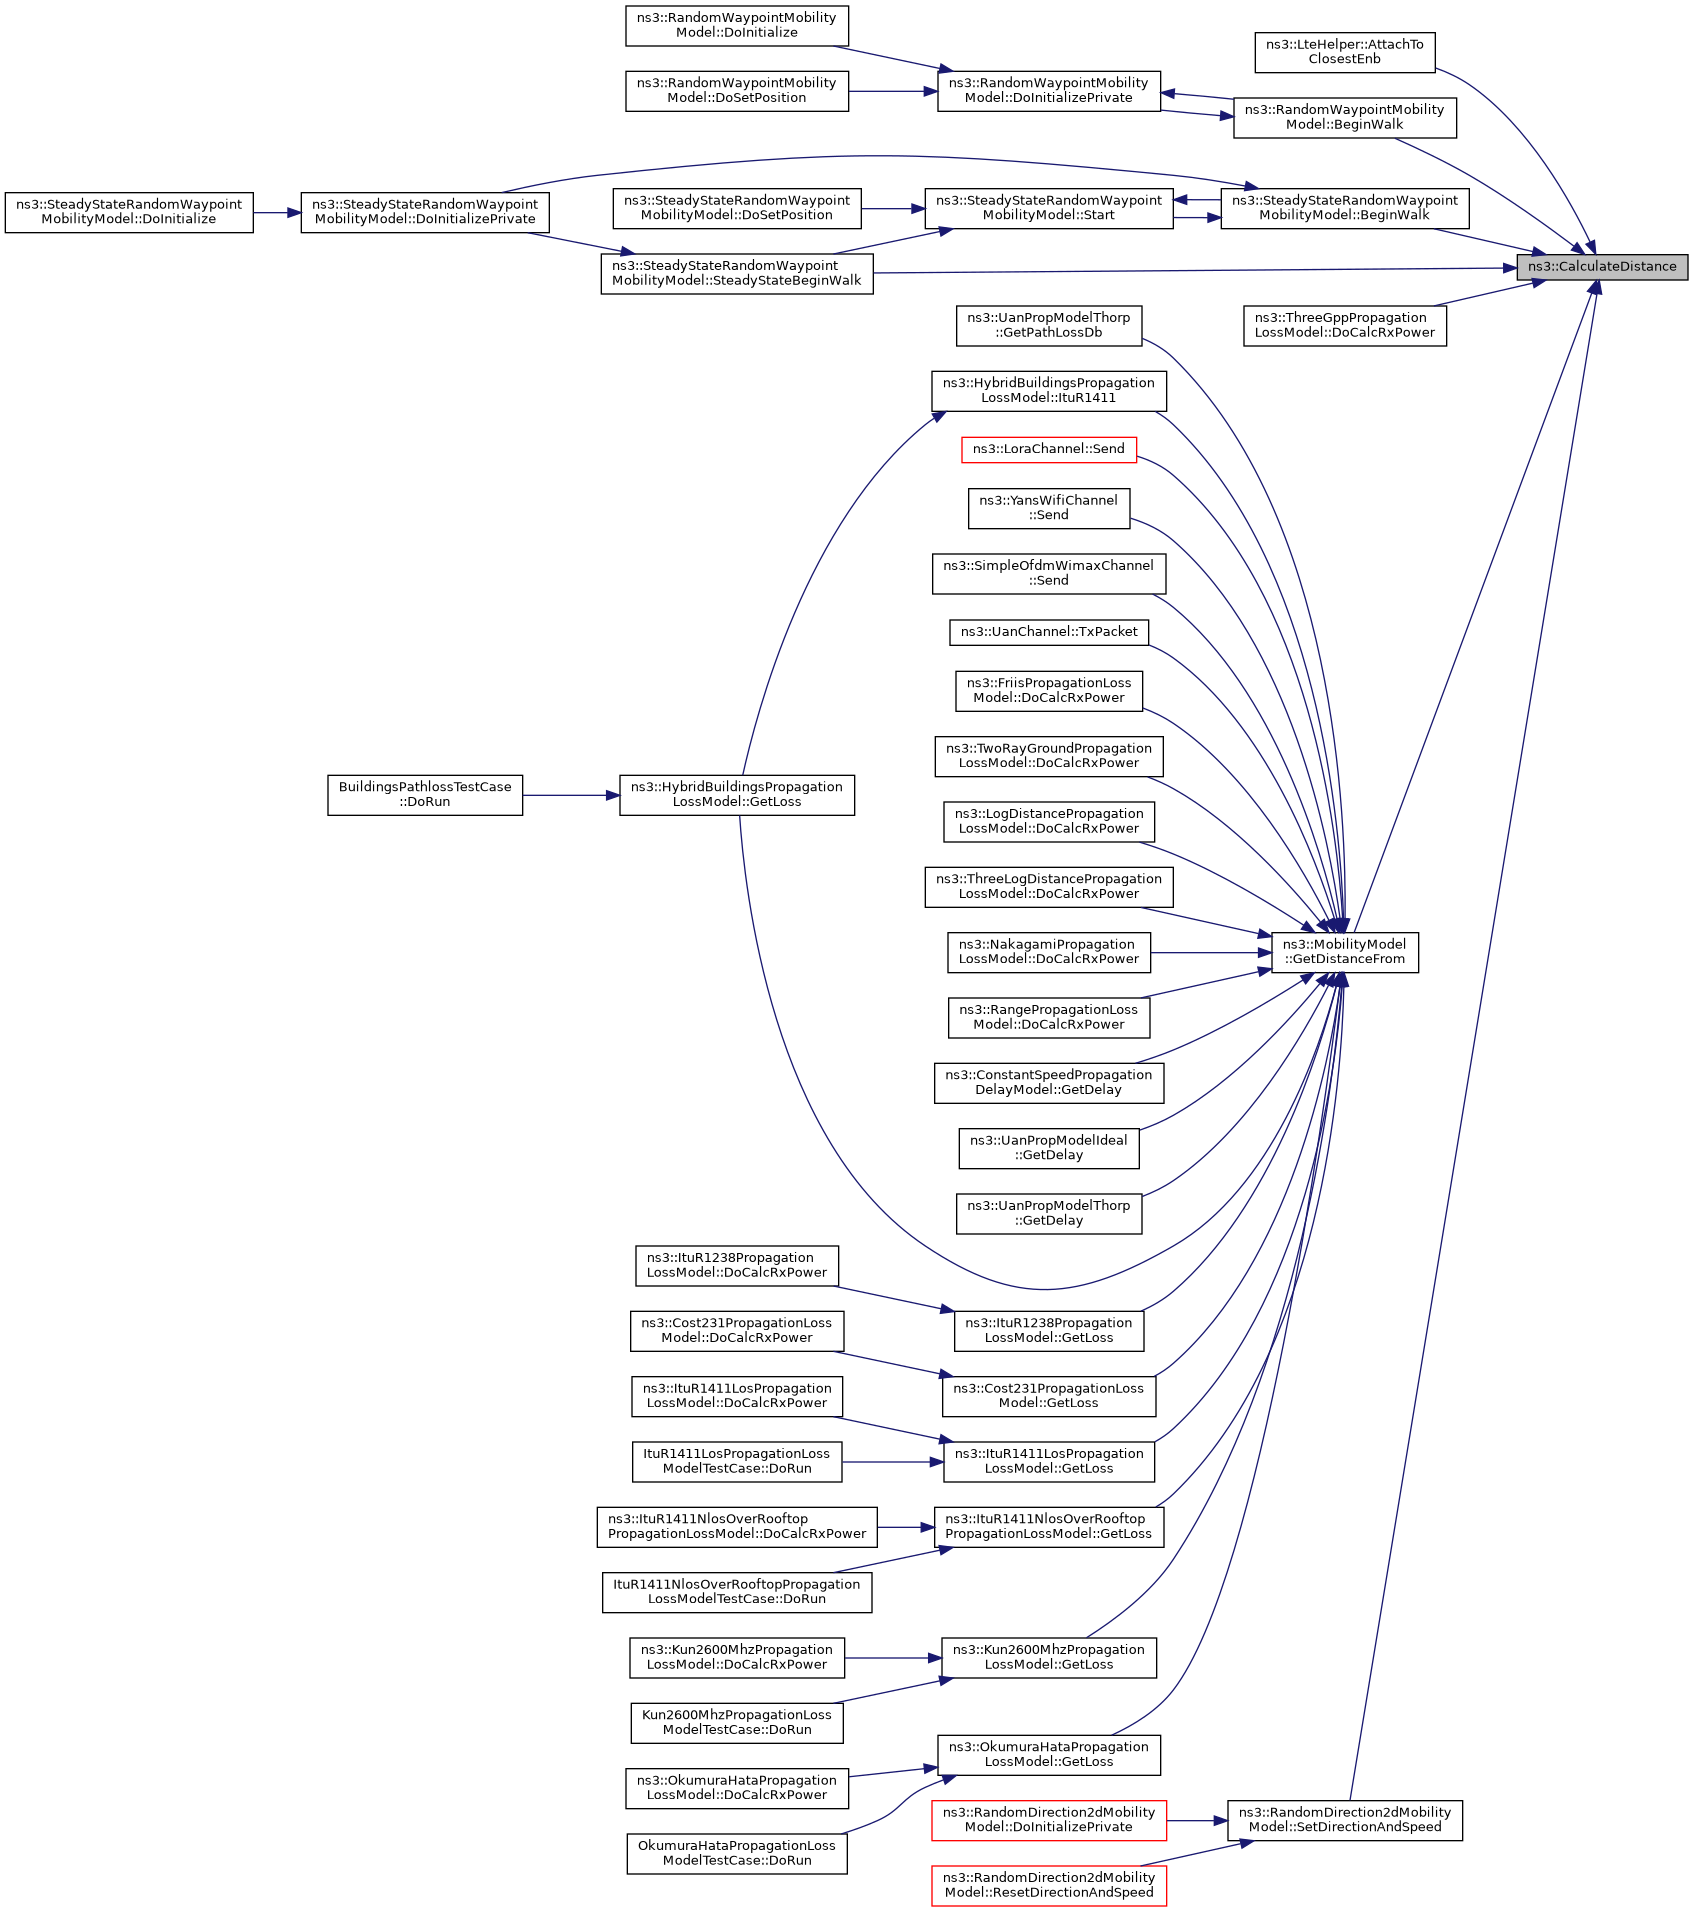 ns3::RandomWaypointMobility
Model::DoInitialize
ns3::LteHelper::AttachTo
ClosestEnb
ns3::RandomWaypointMobility
Model::DoSetPosition
ns3::RandomWaypointMobility
Model::DoInitializePrivate
ns3::RandomWaypointMobility
Model::BeginWalk
ns3::SteadyStateRandomWaypoint
MobilityModel::DoInitialize
ns3::SteadyStateRandomWaypoint
MobilityModel::DoInitializePrivate
ns3::SteadyStateRandomWaypoint
MobilityModel::DoSetPosition
ns3::SteadyStateRandomWaypoint
MobilityModel::Start
ns3::SteadyStateRandomWaypoint
MobilityModel::BeginWalk
ns3::SteadyStateRandomWaypoint
MobilityModel::SteadyStateBeginWalk
ns3::CalculateDistance
ns3::UanPropModelThorp
::GetPathLossDb
ns3::ThreeGppPropagation
LossModel::DoCalcRxPower
ns3::HybridBuildingsPropagation
LossModel::ItuR1411
ns3::LoraChannel::Send
ns3::YansWifiChannel
::Send
ns3::SimpleOfdmWimaxChannel
::Send
ns3::UanChannel::TxPacket
ns3::FriisPropagationLoss
Model::DoCalcRxPower
ns3::TwoRayGroundPropagation
LossModel::DoCalcRxPower
BuildingsPathlossTestCase
::DoRun
ns3::HybridBuildingsPropagation
LossModel::GetLoss
ns3::LogDistancePropagation
LossModel::DoCalcRxPower
ns3::ThreeLogDistancePropagation
LossModel::DoCalcRxPower
ns3::NakagamiPropagation
LossModel::DoCalcRxPower
ns3::MobilityModel
::GetDistanceFrom
ns3::RangePropagationLoss
Model::DoCalcRxPower
ns3::ConstantSpeedPropagation
DelayModel::GetDelay
ns3::UanPropModelIdeal
::GetDelay
ns3::UanPropModelThorp
::GetDelay
ns3::ItuR1238Propagation
LossModel::DoCalcRxPower
ns3::ItuR1238Propagation
LossModel::GetLoss
ns3::Cost231PropagationLoss
Model::DoCalcRxPower
ns3::Cost231PropagationLoss
Model::GetLoss
ns3::ItuR1411LosPropagation
LossModel::DoCalcRxPower
ItuR1411LosPropagationLoss
ModelTestCase::DoRun
ns3::ItuR1411LosPropagation
LossModel::GetLoss
ns3::ItuR1411NlosOverRooftop
PropagationLossModel::DoCalcRxPower
ns3::ItuR1411NlosOverRooftop
PropagationLossModel::GetLoss
ItuR1411NlosOverRooftopPropagation
LossModelTestCase::DoRun
ns3::Kun2600MhzPropagation
LossModel::DoCalcRxPower
ns3::Kun2600MhzPropagation
LossModel::GetLoss
Kun2600MhzPropagationLoss
ModelTestCase::DoRun
ns3::OkumuraHataPropagation
LossModel::GetLoss
ns3::OkumuraHataPropagation
LossModel::DoCalcRxPower
OkumuraHataPropagationLoss
ModelTestCase::DoRun
ns3::RandomDirection2dMobility
Model::DoInitializePrivate
ns3::RandomDirection2dMobility
Model::SetDirectionAndSpeed
ns3::RandomDirection2dMobility
Model::ResetDirectionAndSpeed